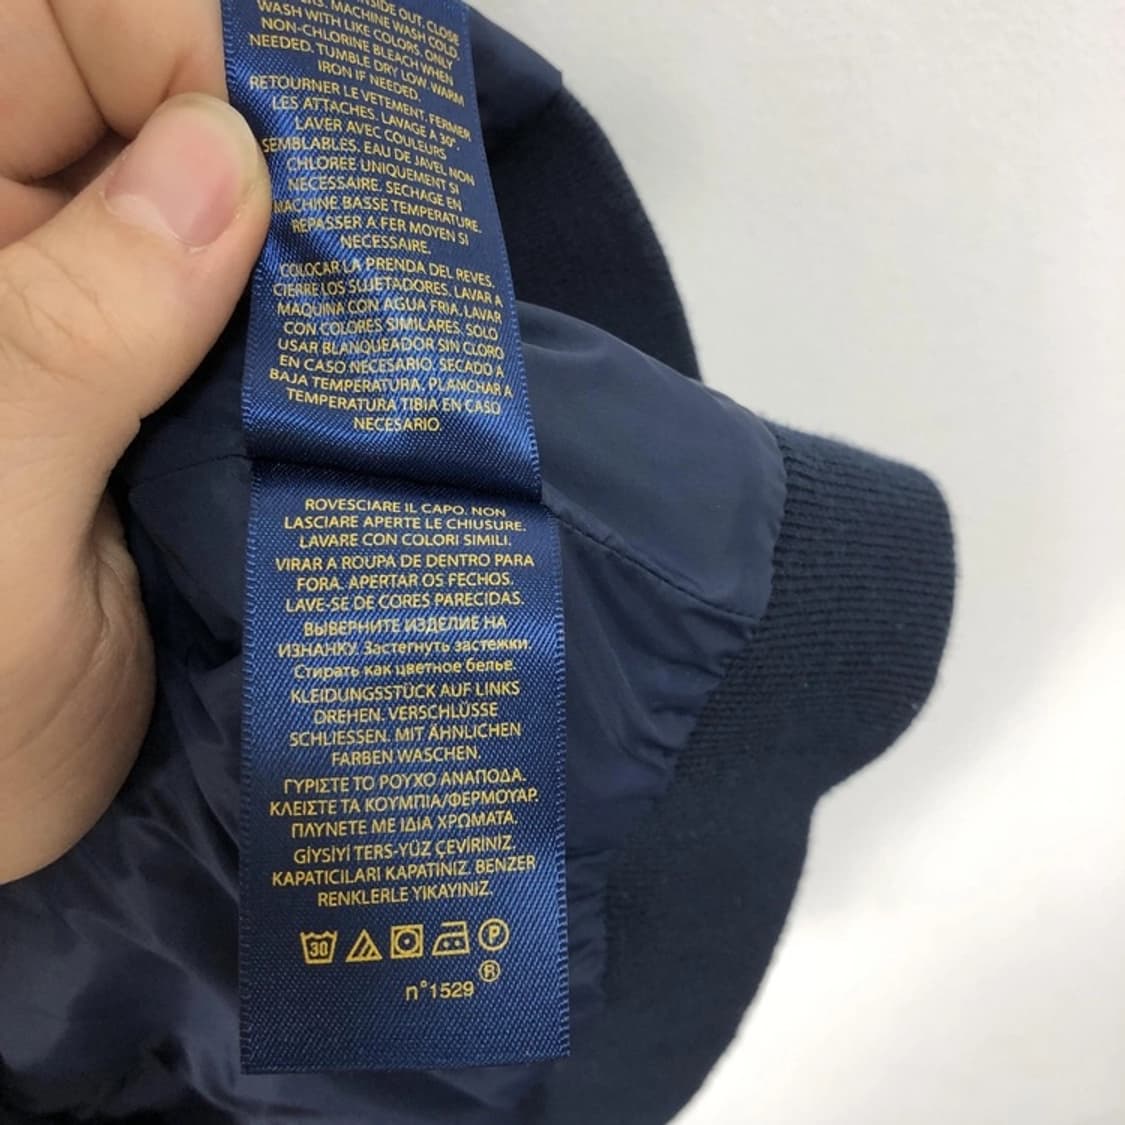 INSIDE OUT. CLOSE
MACHINE WASH COLD
WASH WITH LIKE COLORS. ONLY
NON-CHLORINE BLEACH WHEN
NEEDED. TUMBLE DRY LOW. WARM
IRON IF NEEDED.
RETOURNER LE VETEMENT. FERMER
LES ATTACHES. LAVAGE A 30°.
LAVER AVEC COULEURS
SEMBLABLES. EAU DE JAVEL NON
CHLOREE UNIQUEMENT SI
NECESSAIRE. SECHAGE EN
MACHINE BASSE TEMPERATURE.
REPASSER A FER MOYEN SI
NECESSAIRE.
COLOCAR LA PRENDA DEL REVES.
CIERRE LOS SUJETADORES. LAVAR A
MAQUINA CON AGUA FRIA. LAVAR
CON COLORES SIMILARES. SOLO
USAR BLANQUEADOR SIN CLORO
EN CASO NECESARIO. SECADO A
BAJA TEMPERATURA. PLANCHAR A
TEMPERATURA TIBIA EN CASO
NECESARIO.
ROVESCIARE IL CAPO. NON
LASCIARE APERTE LE CHIUSURE.
LAVARE CON COLORI SIMILI.
VIRAR A ROUPA DE DENTRO PARA
FORA. APERTAR OS FECHOS.
LAVE-SE DE CORES PARECIDAS.
ВЫВЕРНИТЕ ИЗДЕЛИЕ НА
ИЗНАНКУ. Застегнуть застежки.
Стирать как цветное белье.
KLEIDUNGSSTÜCK AUF LINKS
DREHEN. VERSCHLÜSSE
SCHLIESSEN. MIT ÄHNLICHEN
FARBEN WASCHEN.
ΓΥΡΙΣΤΕ ΤΟ ΡΟΥΧΟ ΑΝΑΠΟΔΑ.
ΚΛΕΙΣΤΕ ΤΑ ΚΟΥΜΠΙΑ/ΦΕΡΜΟΥΑΡ.
ΠΛΥΝΕΤΕ ΜΕ ΙΔΙΑ ΧΡΩΜΑΤΑ.
GİYSİYİ TERS-YÜZ ÇEVİRİNİZ.
KAPATICILARI KAPATINIZ. BENZER
RENKLERLE YIKAYINIZ.
30 P
n°1529®